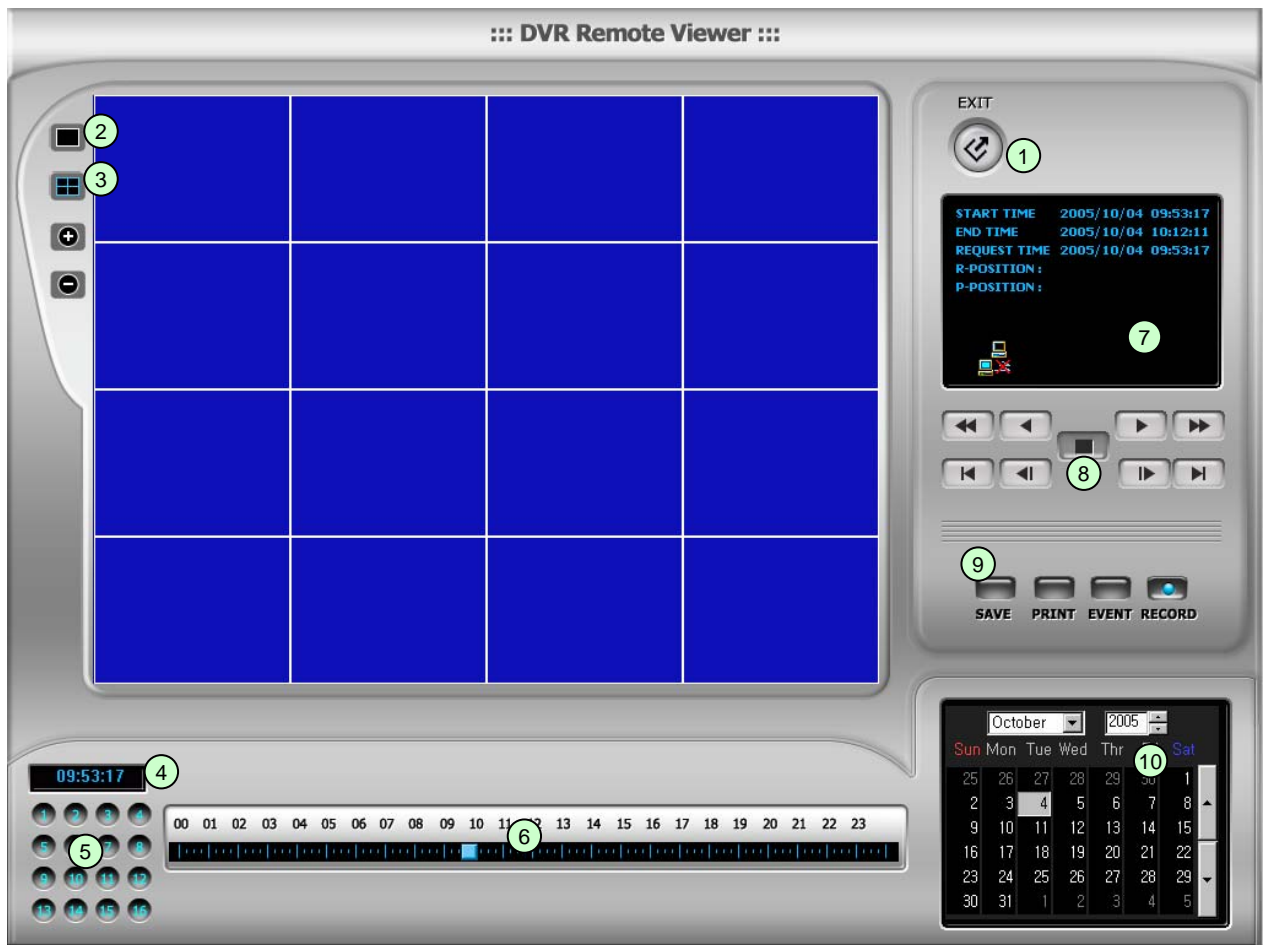 ::: DVR Remote Viewer :::
EXIT
1
2
3
START TIME 2005/10/04 09:53:17
END TIME 2005/10/04 10:12:11
REQUEST TIME 2005/10/04 09:53:17
R-POSITION :
P-POSITION :
7
8
9
SAVE PRINT EVENT RECORD
October 2005
Sun Mon Tue Wed Thr Sat
10
25 26 27 28 29 30 1
2 3 4 5 6 7 8
9 10 11 12 13 14 15
16 17 18 19 20 21 22
23 24 25 26 27 28 29
30 31 1 2 3 4 5
09:53:17
4
1 2 3 4
5 7 8
5
9 10 11 12
13 14 15 16
00 01 02 03 04 05 06 07 08 09 10 11 12 13 14 15 16 17 18 19 20 21 22 23
6